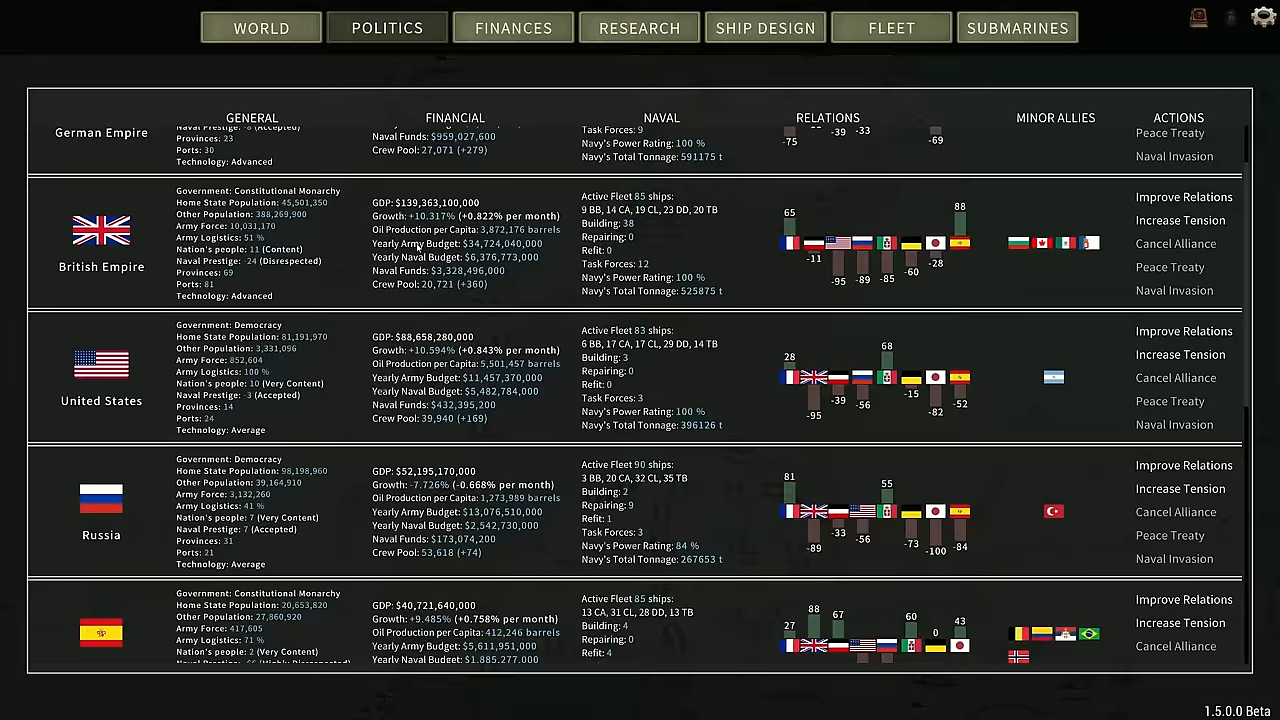 WORLD
POLITICS
FINANCES
RESEARCH
SHIP DESIGN
FLEET
SUBMARINES
GENERAL
FINANCIAL
NAVAL
RELATIONS
MINOR ALLIES
ACTIONS
German Empire
Provinces: 23
Ports: 30
Technology: Advanced
Naval Funds: $959,027,600
Crew Pool: 27,071 (+279)
Task Forces: 9
Navy's Power Rating: 100 %
Navy's Total Tonnage: 591175 t
-75
-39
-33
-69
Peace Treaty
Naval Invasion
British Empire
Government: Constitutional Monarchy
Home State Population: 45,501,350
Other Population: 388,269,900
Army Force: 10,031,170
Army Logistics: 51 %
Nation's people: 11 (Content)
Naval Prestige: -24 (Disrespected)
Provinces: 69
Ports: 81
Technology: Advanced
GDP: $139,363,100,000
Growth: +10.317% (+0.822% per month)
Oil Production per Capita: 3,872,176 barrels
Yearly Army Budget: $34,724,040,000
Yearly Naval Budget: $6,376,773,000
Naval Funds: $3,328,496,000
Crew Pool: 20,721 (+360)
Active Fleet 85 ships:
9 BB, 14 CA, 19 CL, 23 DD, 20 TB
Building: 38
Repairing: 0
Refit: 0
Task Forces: 12
Navy's Power Rating: 100 %
Navy's Total Tonnage: 525875 t
65
88
-11
-95
-89
-85
-60
-28
Improve Relations
Increase Tension
Cancel Alliance
Peace Treaty
Naval Invasion
United States
Government: Democracy
Home State Population: 81,191,970
Other Population: 3,331,096
Army Force: 852,604
Army Logistics: 100 %
Nation's people: 10 (Very Content)
Naval Prestige: -3 (Accepted)
Provinces: 14
Ports: 24
Technology: Average
GDP: $88,658,280,000
Growth: +10.594% (+0.843% per month)
Oil Production per Capita: 5,501,457 barrels
Yearly Army Budget: $11,457,370,000
Yearly Naval Budget: $5,482,784,000
Naval Funds: $432,395,200
Crew Pool: 39,940 (+169)
Active Fleet 83 ships:
6 BB, 17 CA, 17 CL, 29 DD, 14 TB
Building: 3
Repairing: 0
Refit: 0
Task Forces: 3
Navy's Power Rating: 100 %
Navy's Total Tonnage: 396126 t
28
68
-95
-39
-56
-15
-82
-52
Improve Relations
Increase Tension
Cancel Alliance
Peace Treaty
Naval Invasion
Russia
Government: Democracy
Home State Population: 98,198,960
Other Population: 39,164,910
Army Force: 3,132,260
Army Logistics: 41 %
Nation's people: 7 (Very Content)
Naval Prestige: 7 (Accepted)
Provinces: 31
Ports: 21
Technology: Average
GDP: $52,195,170,000
Growth: -7.726% (-0.668% per month)
Oil Production per Capita: 1,273,989 barrels
Yearly Army Budget: $13,076,510,000
Yearly Naval Budget: $2,542,730,000
Naval Funds: $173,074,200
Crew Pool: 53,618 (+74)
Active Fleet 90 ships:
3 BB, 20 CA, 32 CL, 35 TB
Building: 2
Repairing: 9
Refit: 1
Task Forces: 3
Navy's Power Rating: 84 %
Navy's Total Tonnage: 267653 t
81
55
-89
-33
-56
-73
-100
-84
Improve Relations
Increase Tension
Cancel Alliance
Peace Treaty
Naval Invasion
Government: Constitutional Monarchy
Home State Population: 20,653,820
Other Population: 27,860,920
Army Force: 417,605
Army Logistics: 71 %
Nation's people: 2 (Very Content)
GDP: $40,721,640,000
Growth: +9.485% (+0.758% per month)
Oil Production per Capita: 412,246 barrels
Yearly Army Budget: $5,611,951,000
Yearly Naval Budget: $1,885,277,000
Active Fleet 85 ships:
13 CA, 31 CL, 28 DD, 13 TB
Building: 4
Repairing: 0
Refit: 4
27
88
67
60
0
43
Improve Relations
Increase Tension
Cancel Alliance
1.5.0.0 Beta